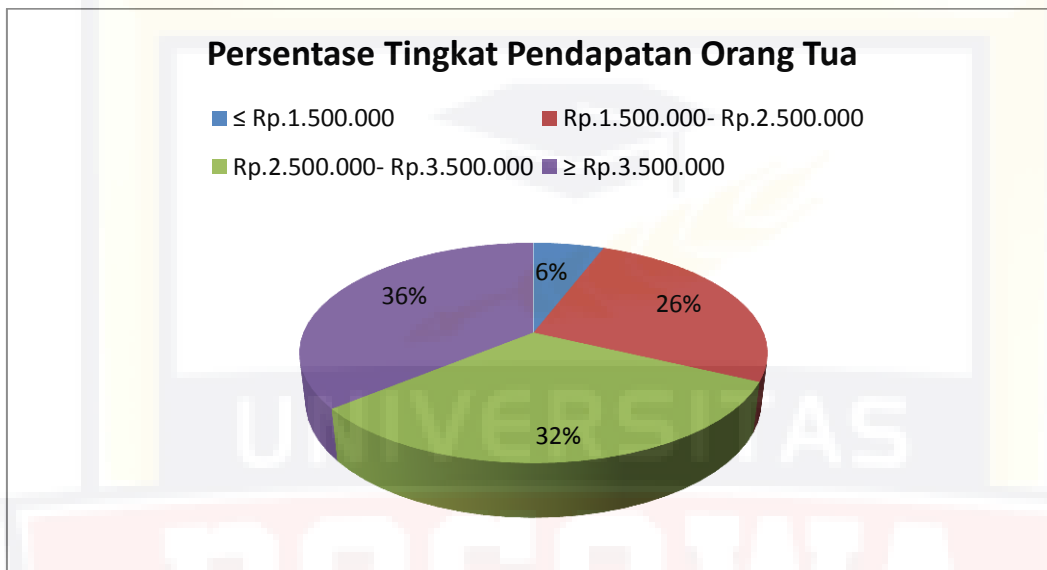 Persentase Tingkat Pendapatan Orang Tua
≤ Rp.1.500.000 Rp.1.500.000- Rp.2.500.000
Rp.2.500.000- Rp.3.500.000 ≥ Rp.3.500.000
6%
36% 26%
32%
UNIVERSITAS
BOSOWA